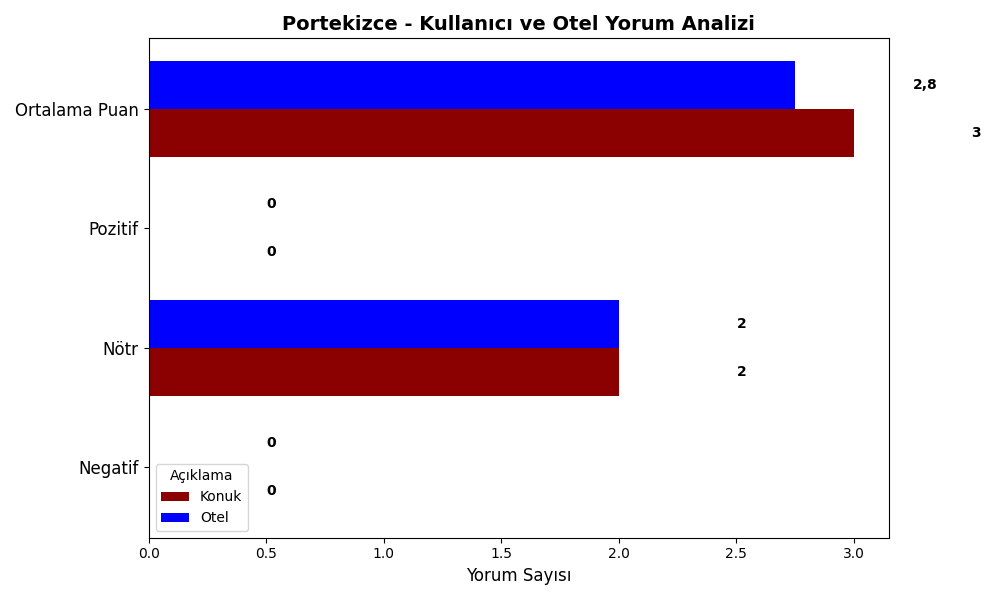 Portekizce - Kullanıcı ve Otel Yorum Analizi
Ortalama Puan
2,8
3
Pozitif
0
0
Nötr
2
2
Negatif
0
0
Açıklama
Konuk
Otel
0.0 0.5 1.0 1.5 2.0 2.5 3.0
Yorum Sayısı